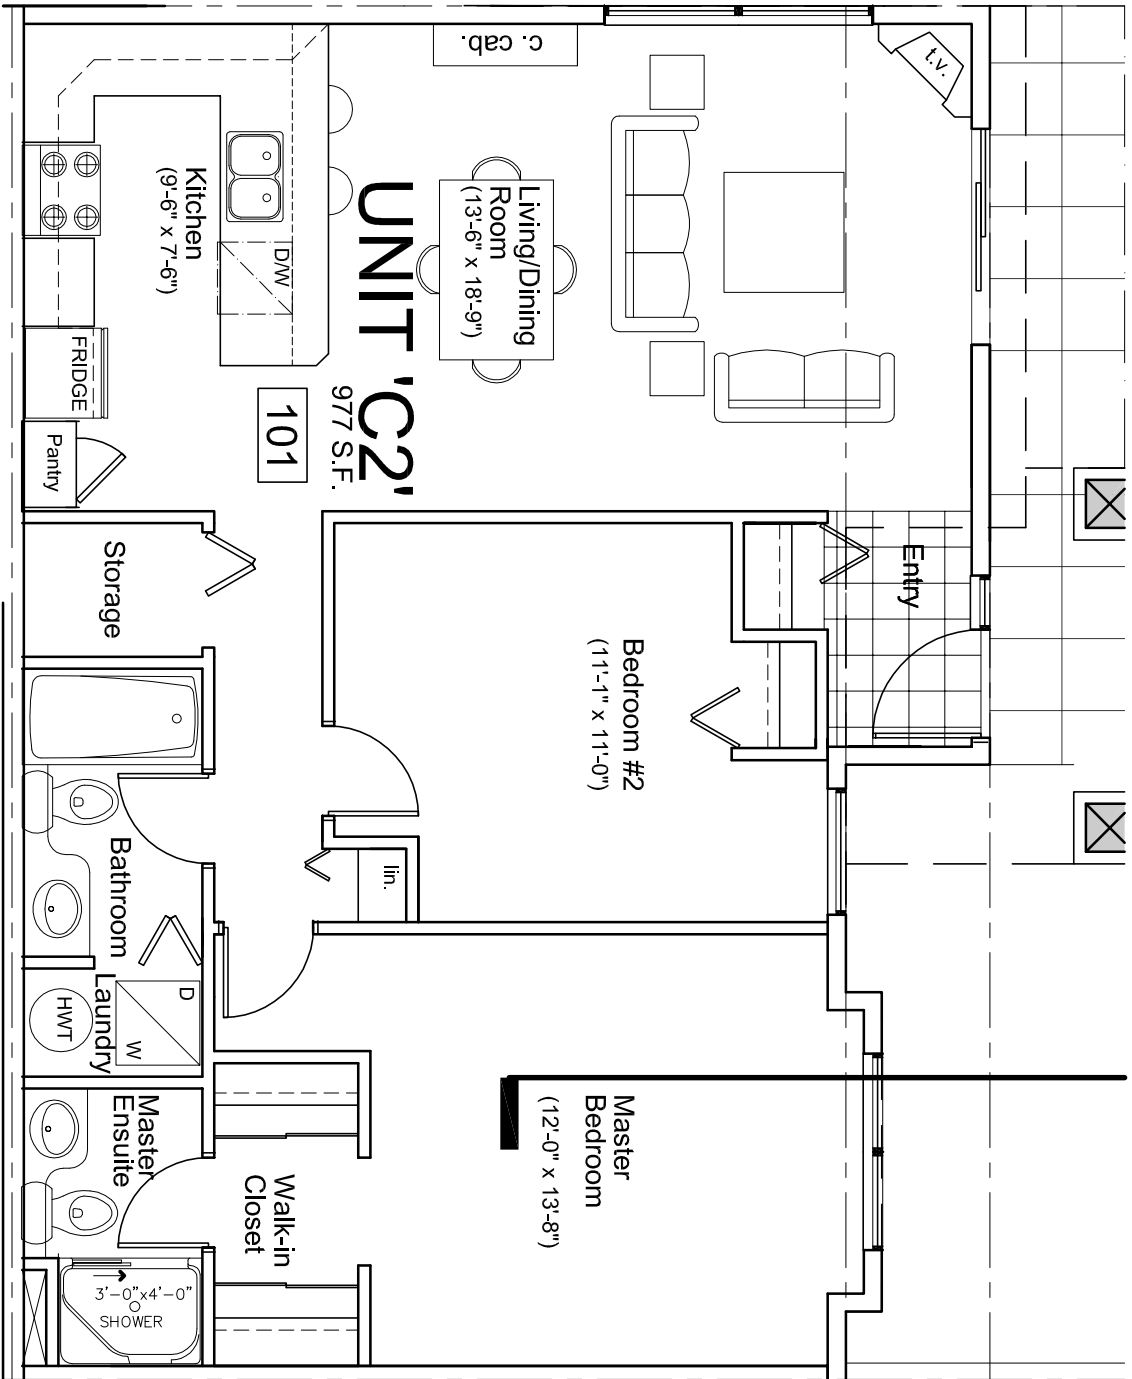 c. cab.
t.v.
Kitchen
(9'-6" x 7'-6")
D/W
FRIDGE
Pantry
UNIT 'C2'
977 S.F.
101
Living/Dining
Room
(13'-6" x 18'-9")
Entry
Storage
Bedroom #2
(11'-1" x 11'-0")
lin.
Bathroom
Laundry
HWT
D
W
Master
Ensuite
Walk-in
Closet
Master
Bedroom
(12'-0" x 13'-8")
3'-0"x4'-0"
SHOWER